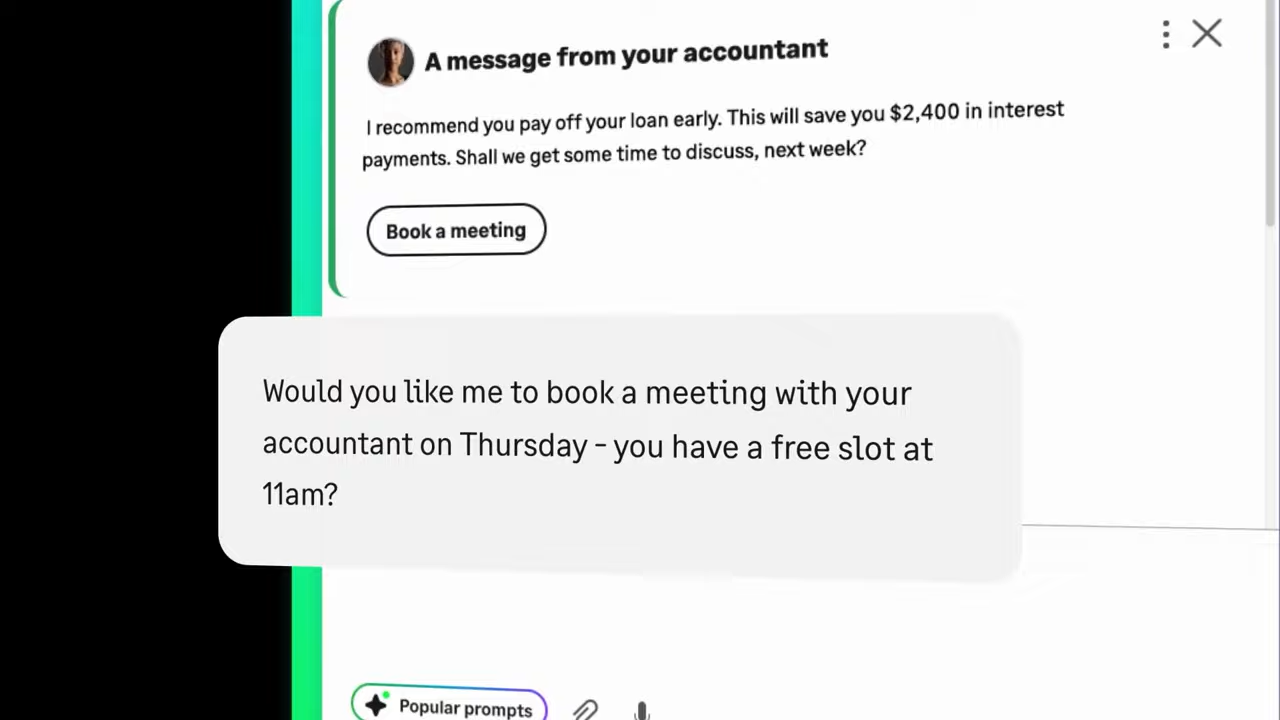 A message from your accountant
I recommend you pay off your loan early. This will save you $2,400 in interest
payments. Shall we get some time to discuss, next week?
Book a meeting
Would you like me to book a meeting with your
accountant on Thursday - you have a free slot at
11am?
Popular prompts